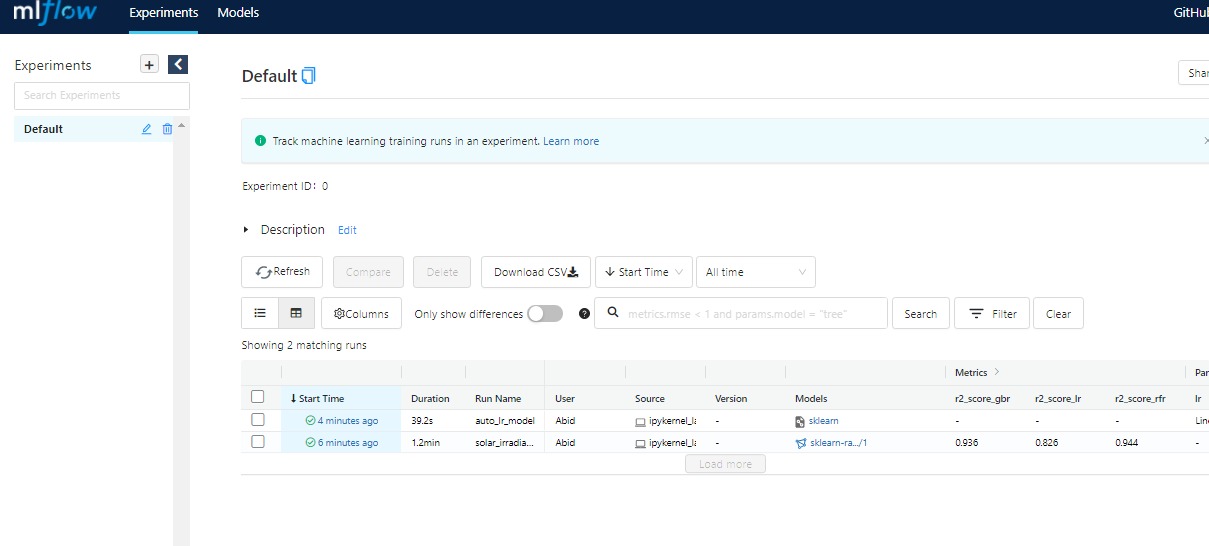 mlflow Experiments Models GitHub
Experiments +
Search Experiments
Default
Default
Shar
Track machine learning training runs in an experiment. Learn more
Experiment ID: 0
Description Edit
Refresh Compare Delete Download CSV Start Time All time
Columns Only show differences metrics.rmse < 1 and params.model = "tree" Search Filter Clear
Showing 2 matching runs
Metrics > Par
↓ Start Time Duration Run Name User Source Version Models r2_score_gbr r2_score_lr r2_score_rfr lr
4 minutes ago 39.2s auto_lr_model Abid ipykernel_la - sklearn - - - Line
6 minutes ago 1.2min solar_irradia... Abid ipykernel_la - sklearn-ra.../1 0.936 0.826 0.944 -
Load more